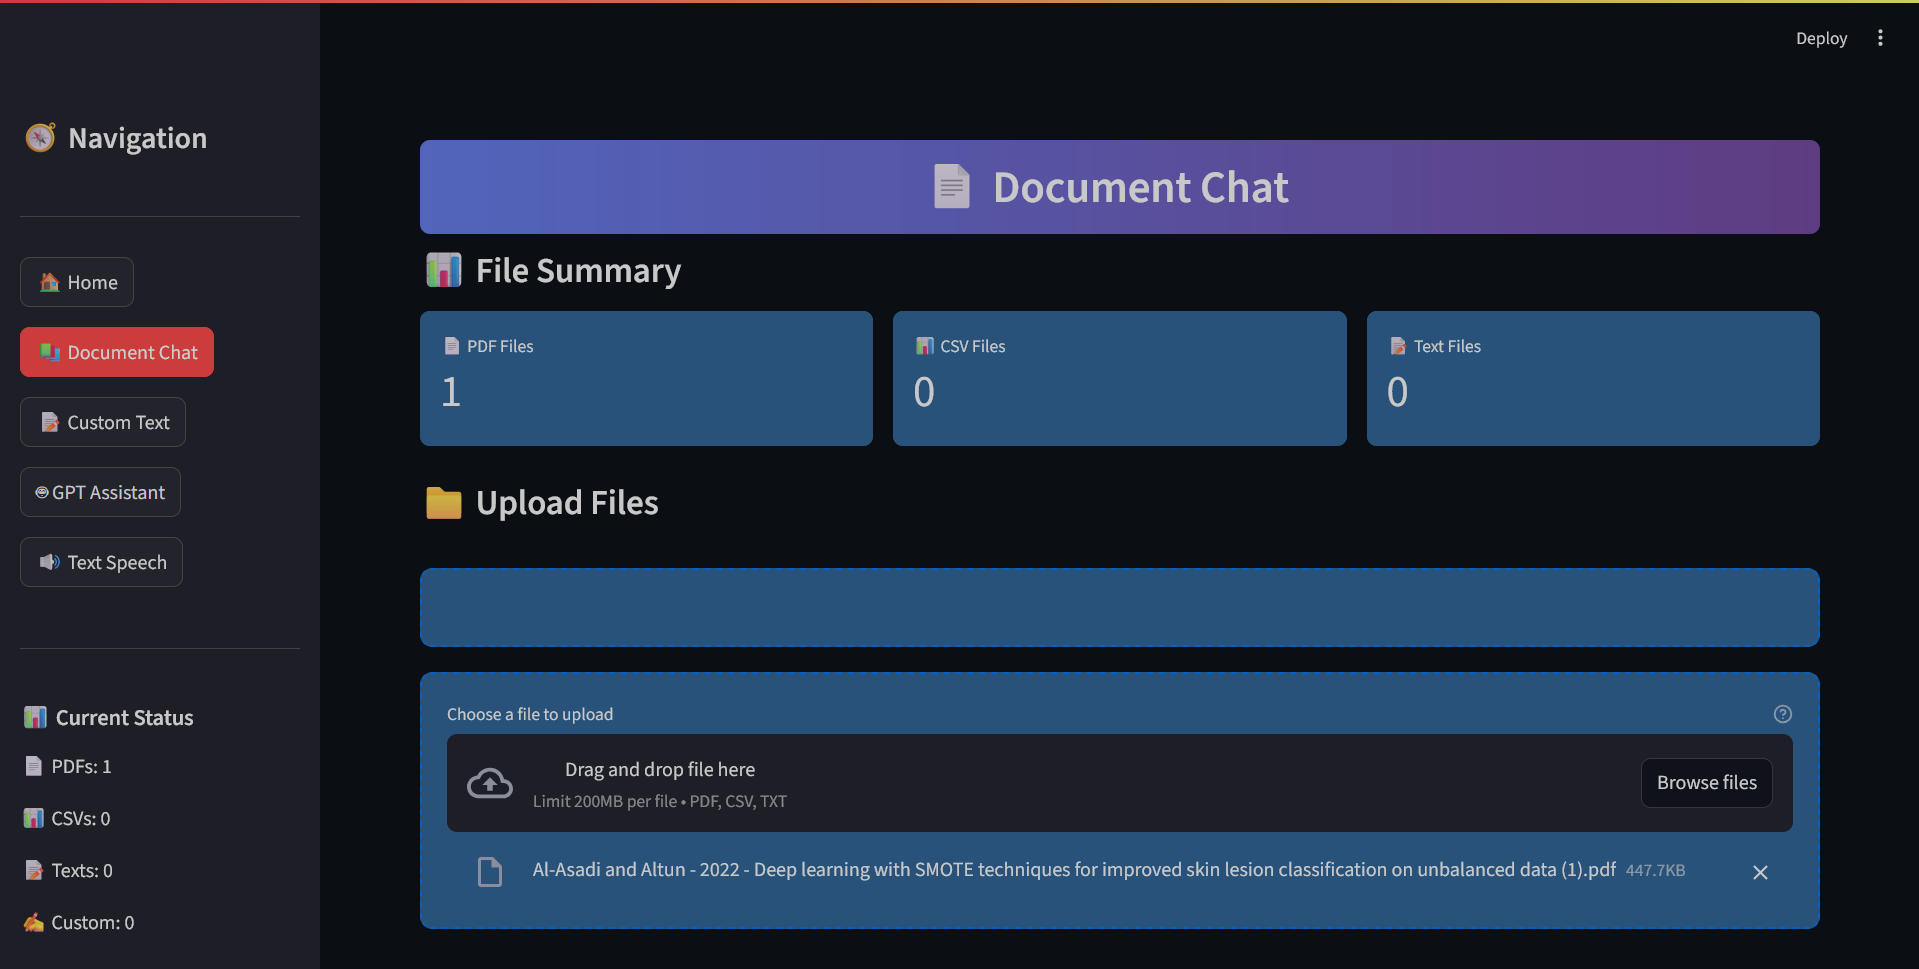 Deploy
Navigation
Home
Document Chat
Custom Text
GPT Assistant
Text Speech
Current Status
PDFs: 1
CSVs: 0
Texts: 0
Custom: 0
Document Chat
File Summary
PDF Files
1
CSV Files
0
Text Files
0
Upload Files
Choose a file to upload
Drag and drop file here
Limit 200MB per file • PDF, CSV, TXT
Browse files
Al-Asadi and Altun - 2022 - Deep learning with SMOTE techniques for improved skin lesion classification on unbalanced data (1).pdf 447.7KB